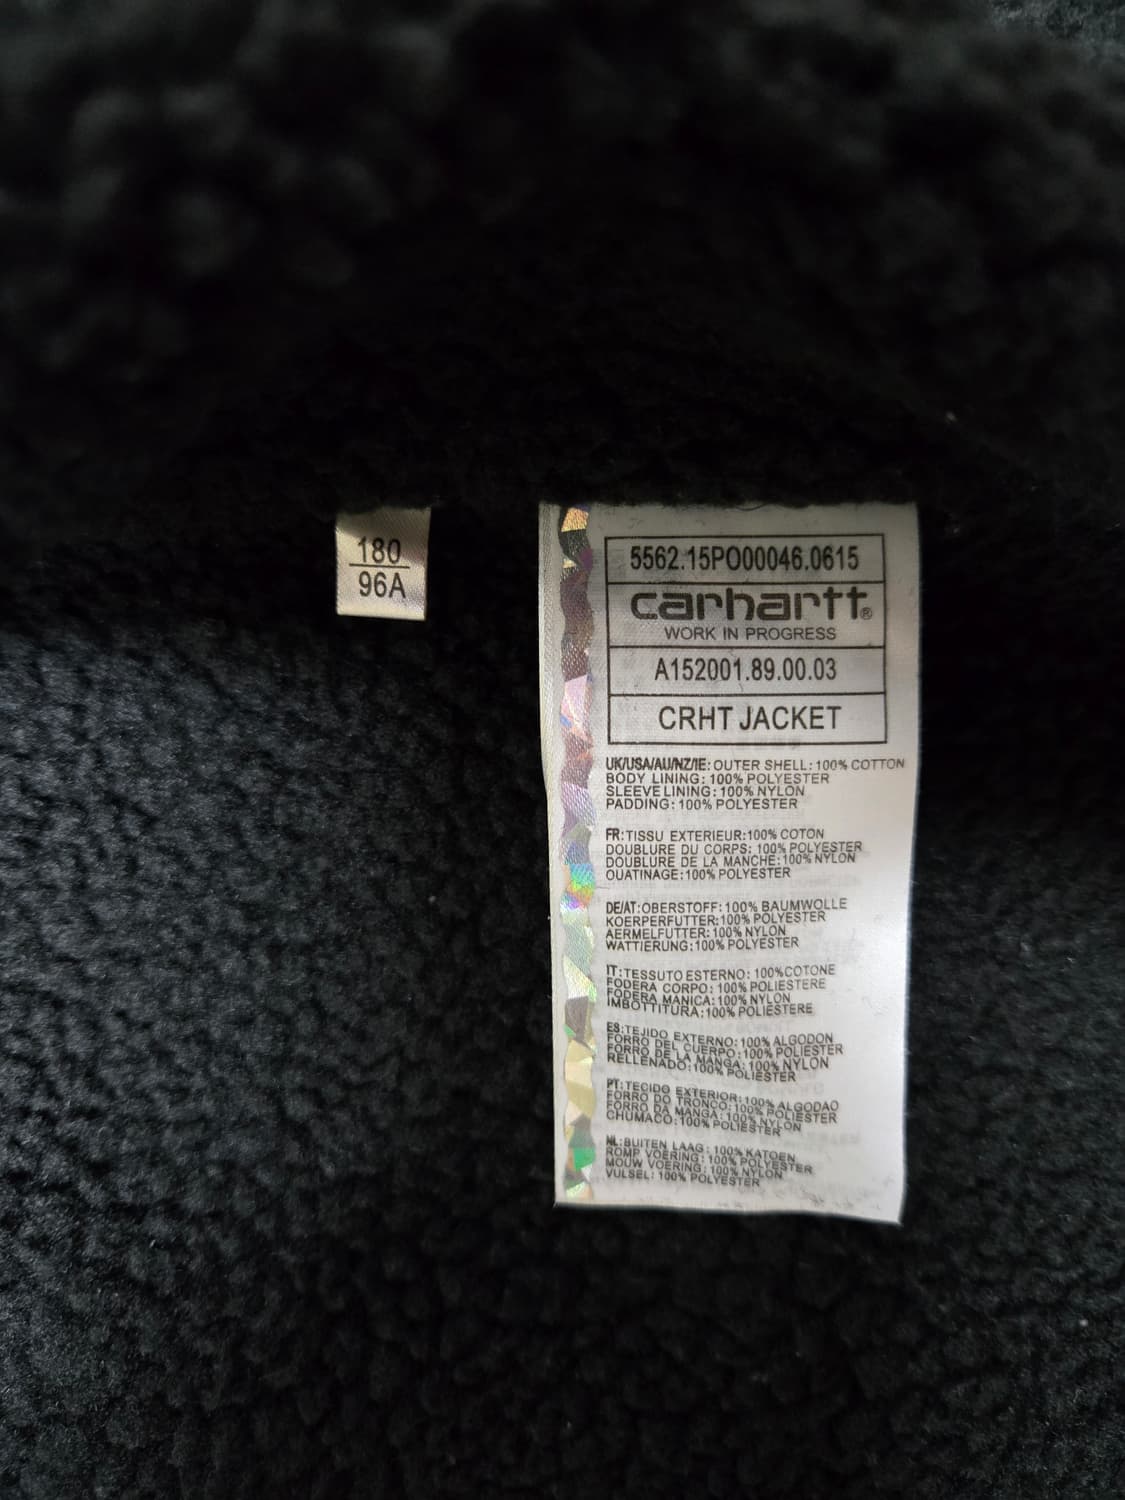 180
96A
5562.15PO00046.0615
carhartt®
WORK IN PROGRESS
A152001.89.00.03
CRHT JACKET
UK/USA/AU/NZ/IE: OUTER SHELL: 100% COTTON
BODY LINING: 100% POLYESTER
SLEEVE LINING: 100% NYLON
PADDING: 100% POLYESTER
FR: TISSU EXTERIEUR: 100% COTON
DOUBLURE DU CORPS: 100% POLYESTER
DOUBLURE DE LA MANCHE: 100% NYLON
OUATINAGE: 100% POLYESTER
DE/AT: OBERSTOFF: 100% BAUMWOLLE
KOERPERFUTTER: 100% POLYESTER
AERMELFUTTER: 100% NYLON
WATTIERUNG: 100% POLYESTER
IT: TESSUTO ESTERNO: 100% COTONE
FODERA CORPO: 100% POLIESTERE
FODERA MANICA: 100% NYLON
IMBOTTITURA: 100% POLIESTERE
ES: TEJIDO EXTERNO: 100% ALGODON
FORRO DEL CUERPO: 100% POLIESTER
FORRO DE LA MANGA: 100% NYLON
RELLENADO: 100% POLIESTER
PT: TECIDO EXTERIOR: 100% ALGODAO
FORRO DO TRONCO: 100% POLIESTER
FORRO DA MANGA: 100% NYLON
CHUMACO: 100% POLIESTER
NL: BUITEN LAAG: 100% KATOEN
ROMP VOERING: 100% POLYESTER
MOUW VOERING: 100% NYLON
VULSEL: 100% POLYESTER